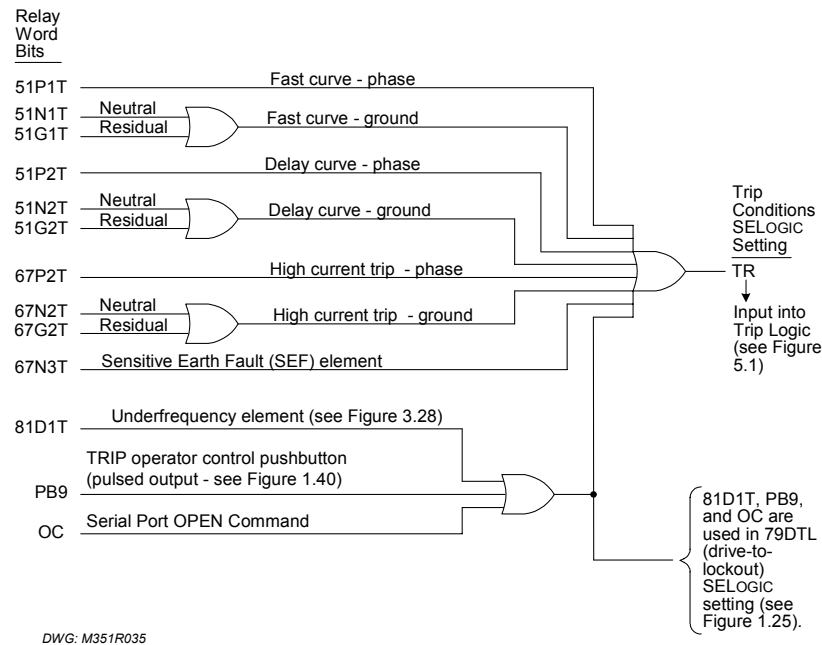 Relay
Word
Bits
51P1T
Fast curve - phase
51N1T
Neutral
51G1T
Residual
Fast curve - ground
51P2T
Delay curve - phase
51N2T
Neutral
51G2T
Residual
Delay curve - ground
67P2T
High current trip - phase
67N2T
Neutral
67G2T
Residual
High current trip - ground
67N3T
Sensitive Earth Fault (SEF) element
81D1T
Underfrequency element (see Figure 3.28)
TRIP operator control pushbutton
(pulsed output - see Figure 1.40)
PB9
OC
Serial Port OPEN Command
Trip
Conditions
SELOGIC
Setting
TR
Input into
Trip Logic
(see Figure
5.1)
81D1T, PB9,
and OC are
used in 79DTL
(drive-to-
lockout)
SELOGIC
setting (see
Figure 1.25).
DWG: M351R035